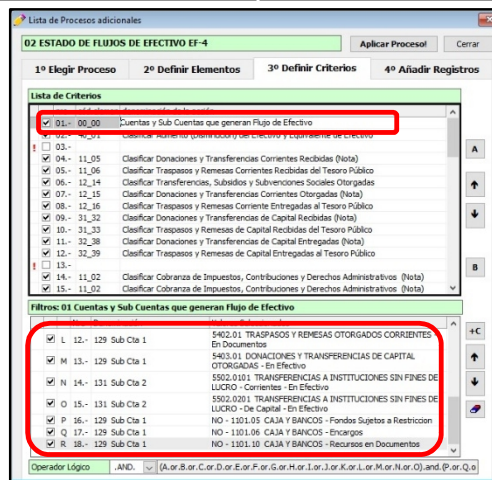 Lista de Procesos adicionales
02 ESTADO DE FLUJOS DE EFECTIVO EF-4
Aplicar Proceso!
Cerrar
1º Elegir Proceso
2º Definir Elementos
3º Definir Criterios
4º Añadir Registros
Lista de Criterios
01.- 00_00 Cuentas y Sub Cuentas que generan Flujo de Efectivo
02.- 40_01 Clasificar Aumento (Disminución) del Efectivo y Equivalente de Efectivo
! 03.-
04.- 11_05 Clasificar Donaciones y Transferencias Corrientes Recibidas (Nota)
05.- 11_06 Clasificar Traspasos y Remesas Corrientes Recibidas del Tesoro Público
06.- 12_14 Clasificar Transferencias, Subsidios y Subvenciones Sociales Otorgadas
07.- 12_15 Clasificar Donaciones y Transferencias Corrientes Otorgadas (Nota)
08.- 12_16 Clasificar Traspasos y Remesas Corriente Entregadas al Tesoro Público
09.- 31_32 Clasificar Donaciones y Transferencias de Capital Recibidas (Nota)
10.- 31_33 Clasificar Traspasos y Remesas de Capital Recibidas del Tesoro Público
11.- 32_38 Clasificar Donaciones y Transferencias de Capital Entregadas (Nota)
12.- 32_39 Clasificar Traspasos y Remesas de Capital Entregadas al Tesoro Público
! 13.-
14.- 11_02 Clasificar Cobranza de Impuestos, Contribuciones y Derechos Administrativos (Nota)
15.- 11_02 Clasificar Cobranza de Impuestos, Contribuciones y Derechos Administrativos (Nota)
A
B
Filtros: 01 Cuentas y Sub Cuentas que generan Flujo de Efectivo
L 12.- 129 Sub Cta 1 5402.01 TRASPASOS Y REMESAS OTORGADOS CORRIENTES -
En Documentos
M 13.- 129 Sub Cta 1 5403.01 DONACIONES Y TRANSFERENCIAS DE CAPITAL
OTORGADAS - En Efectivo
N 14.- 131 Sub Cta 2 5502.0101 TRANSFERENCIAS A INSTITUCIONES SIN FINES DE
LUCRO - Corrientes - En Efectivo
O 15.- 131 Sub Cta 2 5502.0201 TRANSFERENCIAS A INSTITUCIONES SIN FINES DE
LUCRO - De Capital - En Efectivo
P 16.- 129 Sub Cta 1 NO - 1101.05 CAJA Y BANCOS - Fondos Sujetos a Restriccion
Q 17.- 129 Sub Cta 1 NO - 1101.06 CAJA Y BANCOS - Encargos
R 18.- 129 Sub Cta 1 NO - 1101.10 CAJA Y BANCOS - Recursos en Documentos
+C
Operador Lógico .AND. (A.or.B.or.C.or.D.or.E.or.F.or.G.or.H.or.I.or.J.or.K.or.L.or.M.or.N.or.O).and.(P.or.Q.o